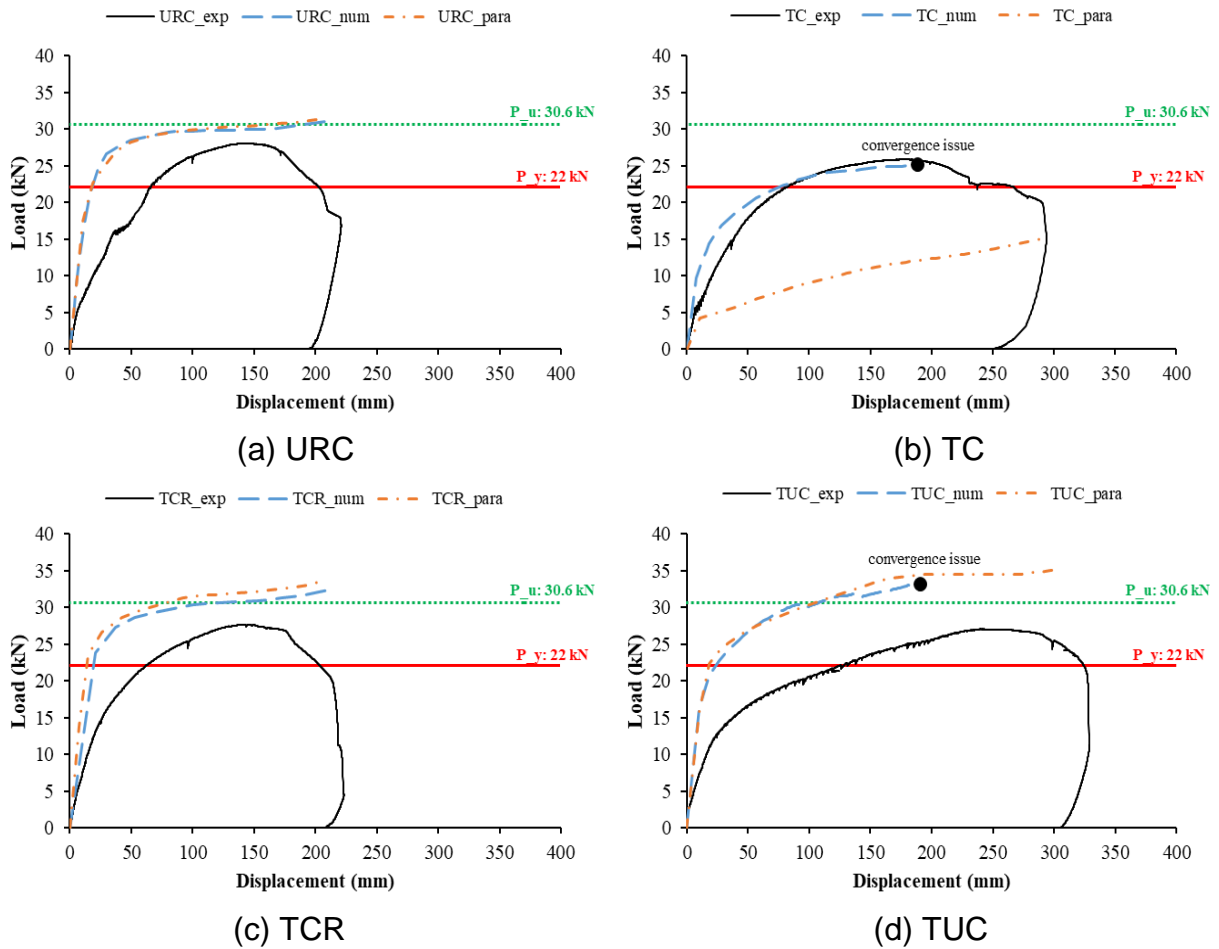 URC_exp URC_num URC_para
40
35
30
25
20
15
10
5
0
Load (kN)
P_u: 30.6 kN
P_y: 22 kN
0 50 100 150 200 250 300 350 400
Displacement (mm)
(a) URC
TC_exp TC_num TC_para
40
35
30
25
20
15
10
5
0
Load (kN)
P_u: 30.6 kN
convergence issue
P_y: 22 kN
0 50 100 150 200 250 300 350 400
Displacement (mm)
(b) TC
TCR_exp TCR_num TCR_para
40
35
30
25
20
15
10
5
0
Load (kN)
P_u: 30.6 kN
P_y: 22 kN
0 50 100 150 200 250 300 350 400
Displacement (mm)
(c) TCR
TUC_exp TUC_num TUC_para
40
35
30
25
20
15
10
5
0
Load (kN)
convergence issue
P_u: 30.6 kN
P_y: 22 kN
0 50 100 150 200 250 300 350 400
Displacement (mm)
(d) TUC